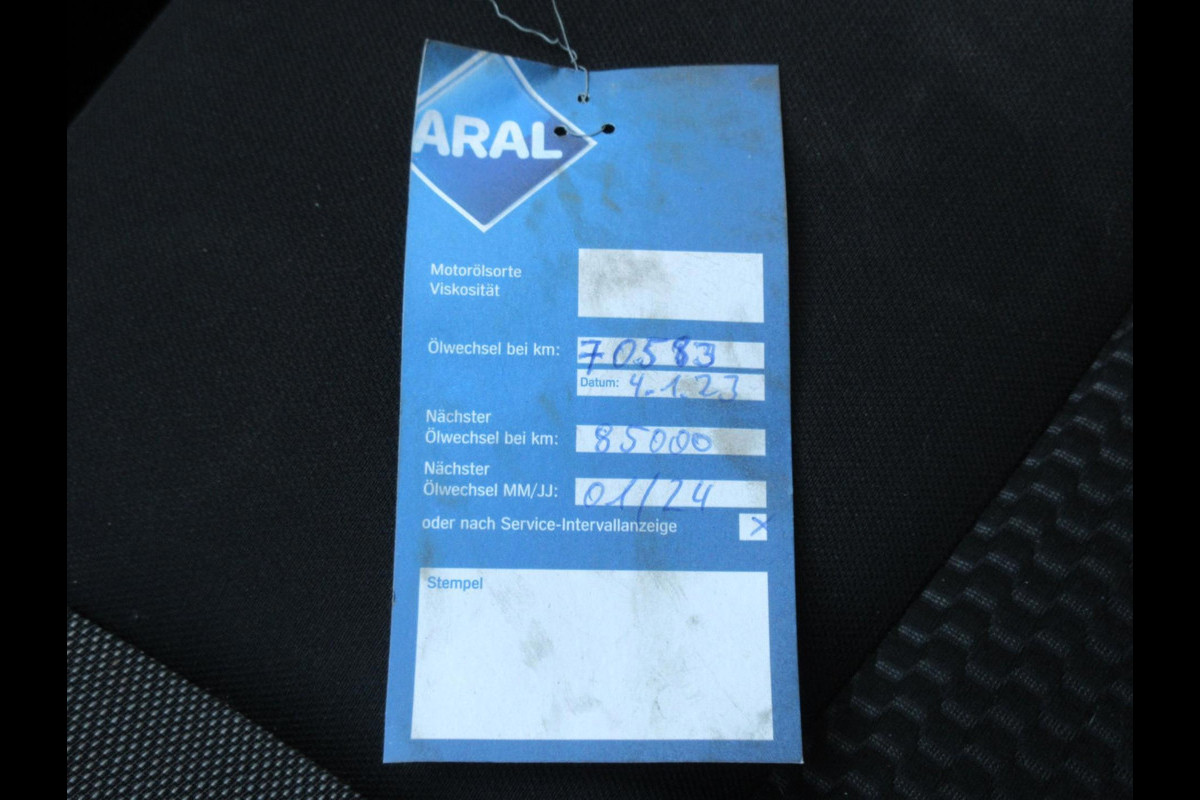 ARAL
Motorölsorte
Viskosität
Ölwechsel bei km: 70583
Datum: 4.1.23
Nächster
Ölwechsel bei km: 85000
Nächster
Ölwechsel MM/JJ: 01/24
oder nach Service-Intervallanzeige x
Stempel